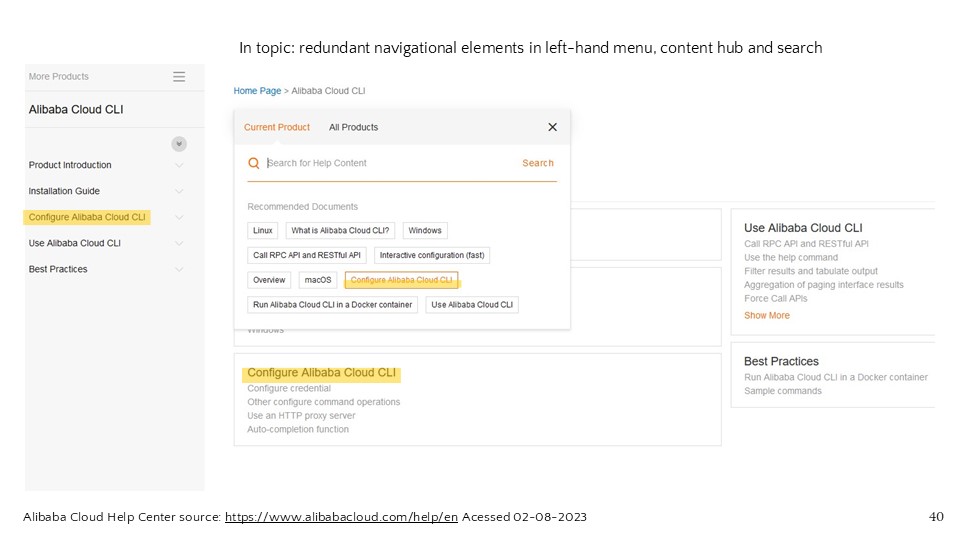 In topic: redundant navigational elements in left-hand menu, content hub and search
More Products
Alibaba Cloud CLI
Product Introduction
Installation Guide
Configure Alibaba Cloud CLI
Use Alibaba Cloud CLI
Best Practices
Home Page > Alibaba Cloud CLI
Current Product All Products
Search for Help Content Search
Recommended Documents
Linux What is Alibaba Cloud CLI? Windows
Call RPC API and RESTful API Interactive configuration (fast)
Overview macOS Configure Alibaba Cloud CLI
Run Alibaba Cloud CLI in a Docker container Use Alibaba Cloud CLI
Windows
Configure Alibaba Cloud CLI
Configure credential
Other configure command operations
Use an HTTP proxy server
Auto-completion function
Use Alibaba Cloud CLI
Call RPC API and RESTful API
Use the help command
Filter results and tabulate output
Aggregation of paging interface results
Force Call APIs
Show More
Best Practices
Run Alibaba Cloud CLI in a Docker container
Sample commands
Alibaba Cloud Help Center source: https://www.alibabacloud.com/help/en Acessed 02-08-2023
40